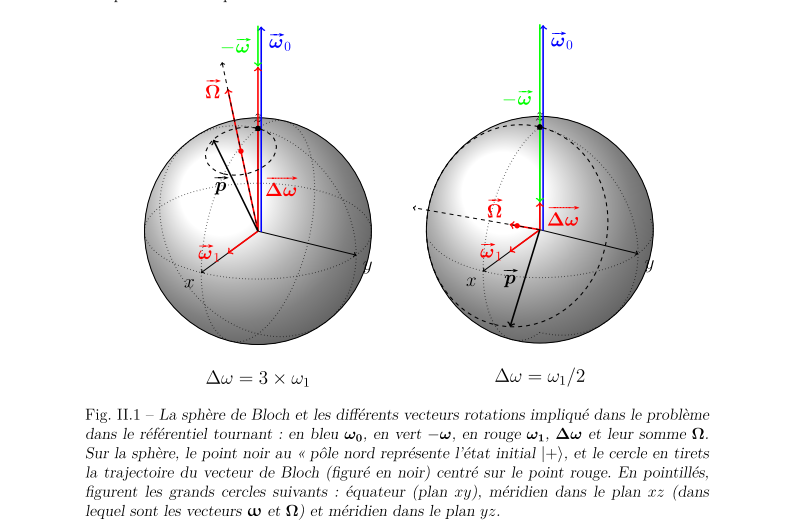 −ω⃗
ω⃗₀
Ω⃗
p⃗
Δω⃗
ω⃗₁
x
y
Δω = 3 × ω₁
−ω⃗
ω⃗₀
Ω⃗
Δω⃗
ω⃗₁
x
p⃗
y
Δω = ω₁/2
Fig. II.1 – La sphère de Bloch et les différents vecteurs rotations impliqué dans le problème
dans le référentiel tournant : en bleu ω₀, en vert −ω, en rouge ω₁, Δω et leur somme Ω.
Sur la sphère, le point noir au « pôle nord représente l'état initial |+⟩, et le cercle en tirets
la trajectoire du vecteur de Bloch (figuré en noir) centré sur le point rouge. En pointillés,
figurent les grands cercles suivants : équateur (plan xy), méridien dans le plan xz (dans
lequel sont les vecteurs ω et Ω) et méridien dans le plan yz.